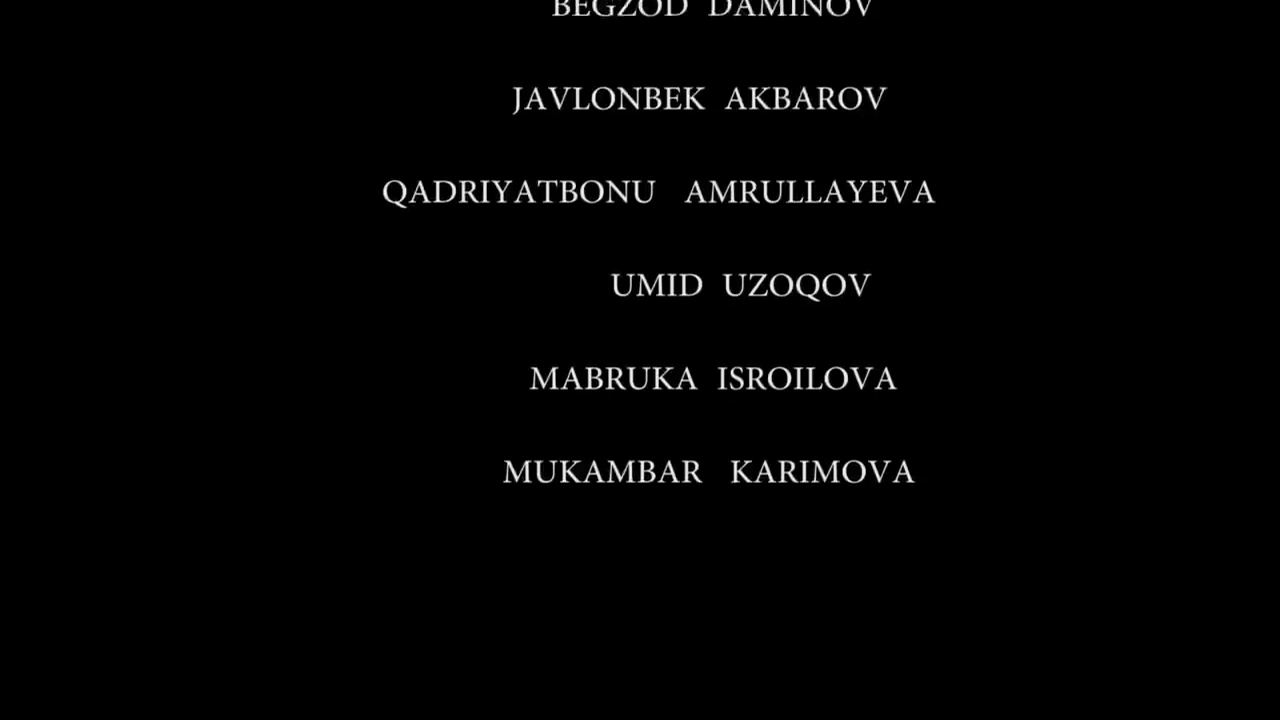 BEGZOD DAMINOV
JAVLONBEK AKBAROV
QADRIYATBONU AMRULLAYEVA
UMID UZOQOV
MABRUKA ISROILOVA
MUKAMBAR KARIMOVA